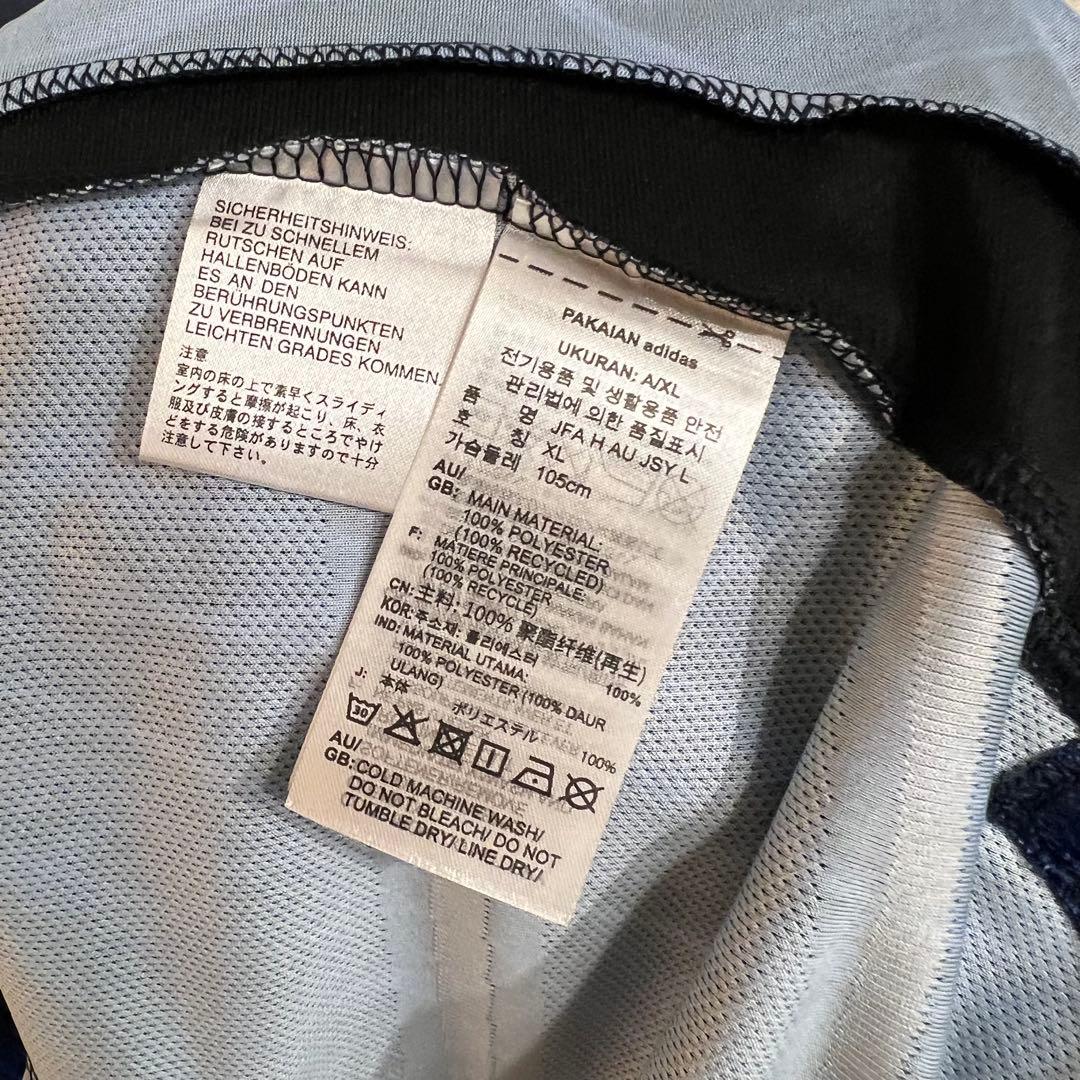 SICHERHEITSHINWEIS:
BEI ZU SCHNELLEM
RUTSCHEN AUF
HALLENBÖDEN KANN
ES AN DEN
BERÜHRUNGSPUNKTEN
ZU VERBRENNUNGEN
LEICHTEN GRADES KOMMEN.
注意
室内の床の上で素早くスライディ
ングすると摩擦が起こり、床、衣
服及び皮膚の接するところでやけ
どをする危険がありますので十分
注意して下さい。
PAKAIAN adidas
UKURAN: A/XL
전기용품 및 생활용품 안전
관리법에 의한 품질표시
품 명 JFA H AU JSY L
호 칭 XL
가슴둘레 105cm
AU/
GB: MAIN MATERIAL:
100% POLYESTER
(100% RECYCLED)
F: MATIERE PRINCIPALE:
100% POLYESTER
(100% RECYCLE)
CN: 主料: 100% 聚酯纤维(再生)
KOR: 주소재: 폴리에스터 100%
IND: MATERIAL UTAMA:
100% POLYESTER (100% DAUR
ULANG)
J: 本体
ポリエステル 100%
30
AU/
GB: COLD MACHINE WASH/
DO NOT BLEACH/ DO NOT
TUMBLE DRY/ LINE DRY/